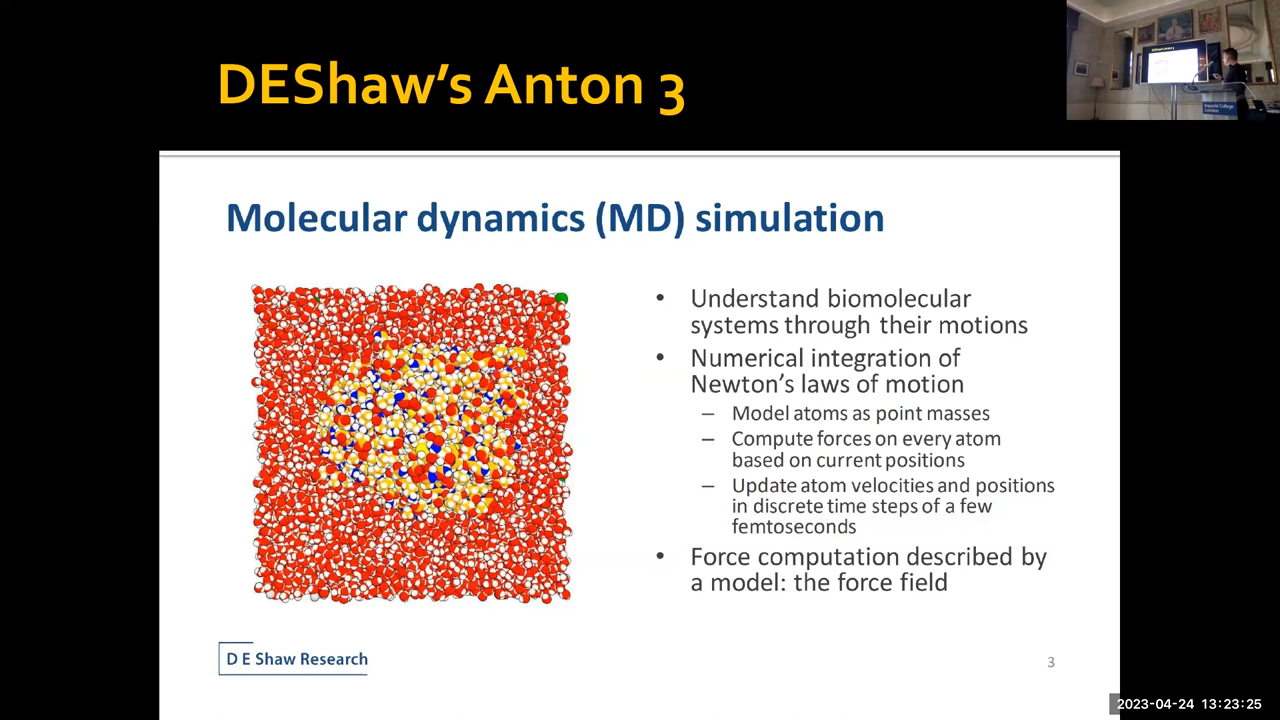 DEShaw's Anton 3
Imperial College
London
Molecular dynamics (MD) simulation
• Understand biomolecular
systems through their motions
• Numerical integration of
Newton's laws of motion
– Model atoms as point masses
– Compute forces on every atom
based on current positions
– Update atom velocities and positions
in discrete time steps of a few
femtoseconds
• Force computation described by
a model: the force field
D E Shaw Research
3
2023-04-24 13:23:25